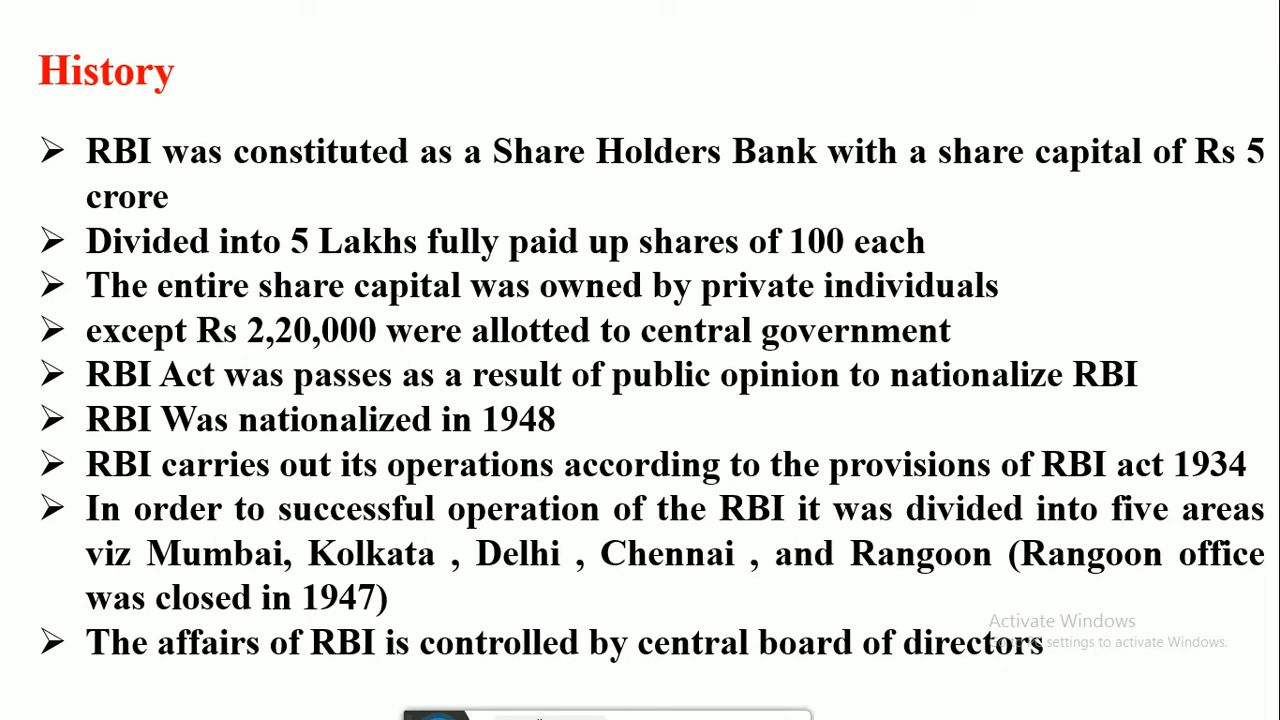 History
➢ RBI was constituted as a Share Holders Bank with a share capital of Rs 5
crore
➢ Divided into 5 Lakhs fully paid up shares of 100 each
➢ The entire share capital was owned by private individuals
➢ except Rs 2,20,000 were allotted to central government
➢ RBI Act was passes as a result of public opinion to nationalize RBI
➢ RBI Was nationalized in 1948
➢ RBI carries out its operations according to the provisions of RBI act 1934
➢ In order to successful operation of the RBI it was divided into five areas
viz Mumbai, Kolkata , Delhi , Chennai , and Rangoon (Rangoon office
was closed in 1947)
Activate Windows
settings to activate Windows.
➢ The affairs of RBI is controlled by central board of directors